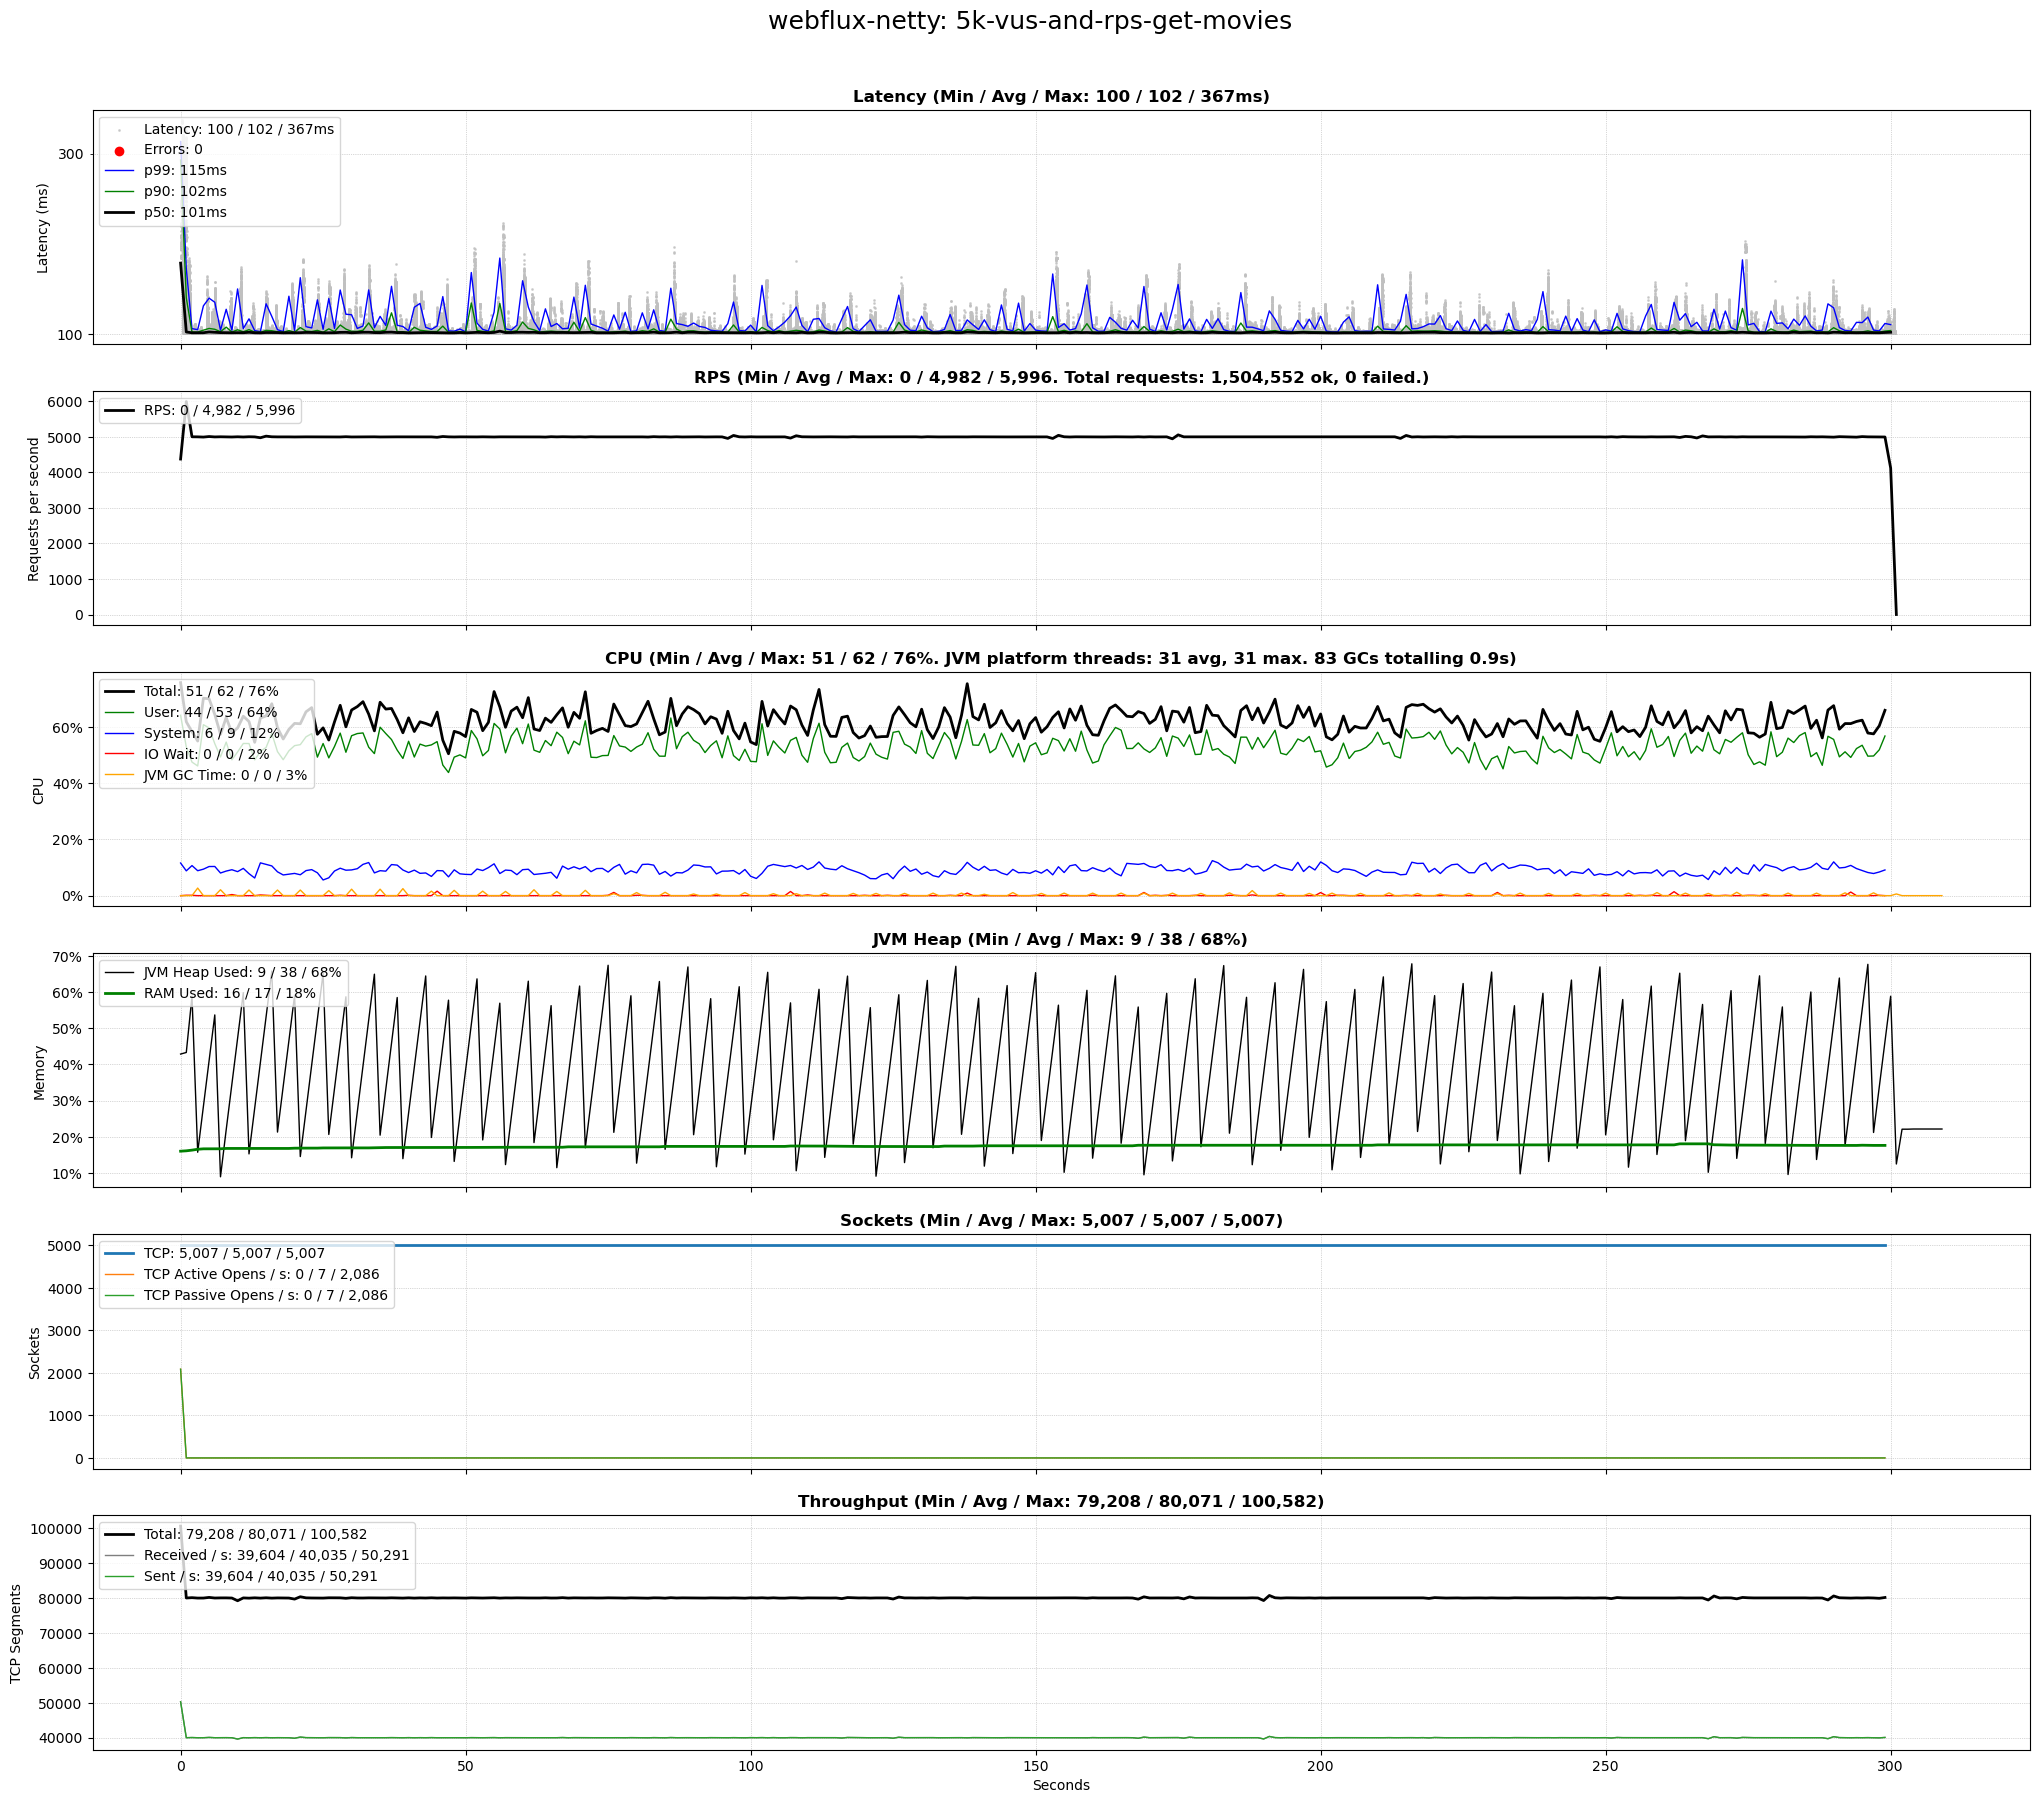 webflux-netty: 5k-vus-and-rps-get-movies
Latency (Min / Avg / Max: 100 / 102 / 367ms)
Latency: 100 / 102 / 367ms
Errors: 0
p99: 115ms
p90: 102ms
p50: 101ms
300
100
Latency (ms)
RPS (Min / Avg / Max: 0 / 4,982 / 5,996. Total requests: 1,504,552 ok, 0 failed.)
RPS: 0 / 4,982 / 5,996
6000
5000
4000
3000
2000
1000
0
Requests per second
CPU (Min / Avg / Max: 51 / 62 / 76%. JVM platform threads: 31 avg, 31 max. 83 GCs totalling 0.9s)
Total: 51 / 62 / 76%
User: 44 / 53 / 64%
System: 6 / 9 / 12%
IO Wait: 0 / 0 / 2%
JVM GC Time: 0 / 0 / 3%
60%
40%
20%
0%
CPU
JVM Heap (Min / Avg / Max: 9 / 38 / 68%)
JVM Heap Used: 9 / 38 / 68%
RAM Used: 16 / 17 / 18%
70%
60%
50%
40%
30%
20%
10%
Memory
Sockets (Min / Avg / Max: 5,007 / 5,007 / 5,007)
TCP: 5,007 / 5,007 / 5,007
TCP Active Opens / s: 0 / 7 / 2,086
TCP Passive Opens / s: 0 / 7 / 2,086
5000
4000
3000
2000
1000
0
Sockets
Throughput (Min / Avg / Max: 79,208 / 80,071 / 100,582)
Total: 79,208 / 80,071 / 100,582
Received / s: 39,604 / 40,035 / 50,291
Sent / s: 39,604 / 40,035 / 50,291
100000
90000
80000
70000
60000
50000
40000
TCP Segments
0 50 100 150 200 250 300
Seconds